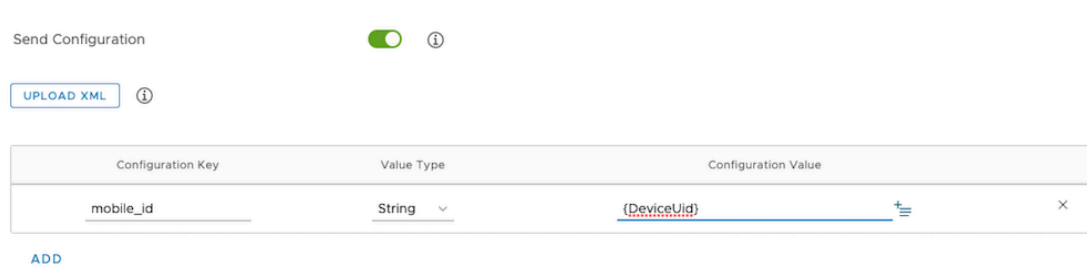 Send Configuration
UPLOAD XML
Configuration Key Value Type Configuration Value
mobile_id String {DeviceUid}
ADD